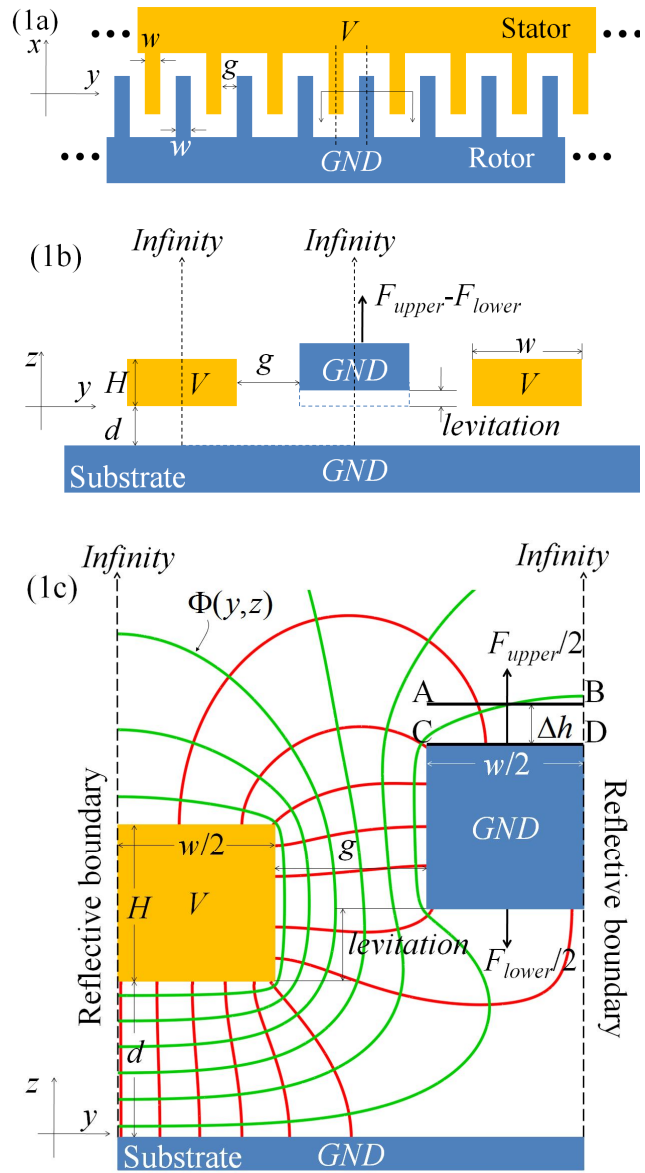 (1a)
x
y
w
g
V
Stator
w
GND
Rotor
(1b)
Infinity
Infinity
F_upper-F_lower
z
y
H
V
g
GND
w
V
d
levitation
Substrate
GND
Infinity
Infinity
(1c)
Φ(y,z)
F_upper/2
A
B
C
D
Δh
w/2
w/2
g
GND
H
V
levitation
F_lower/2
Reflective boundary
Reflective boundary
d
z
y
Substrate
GND